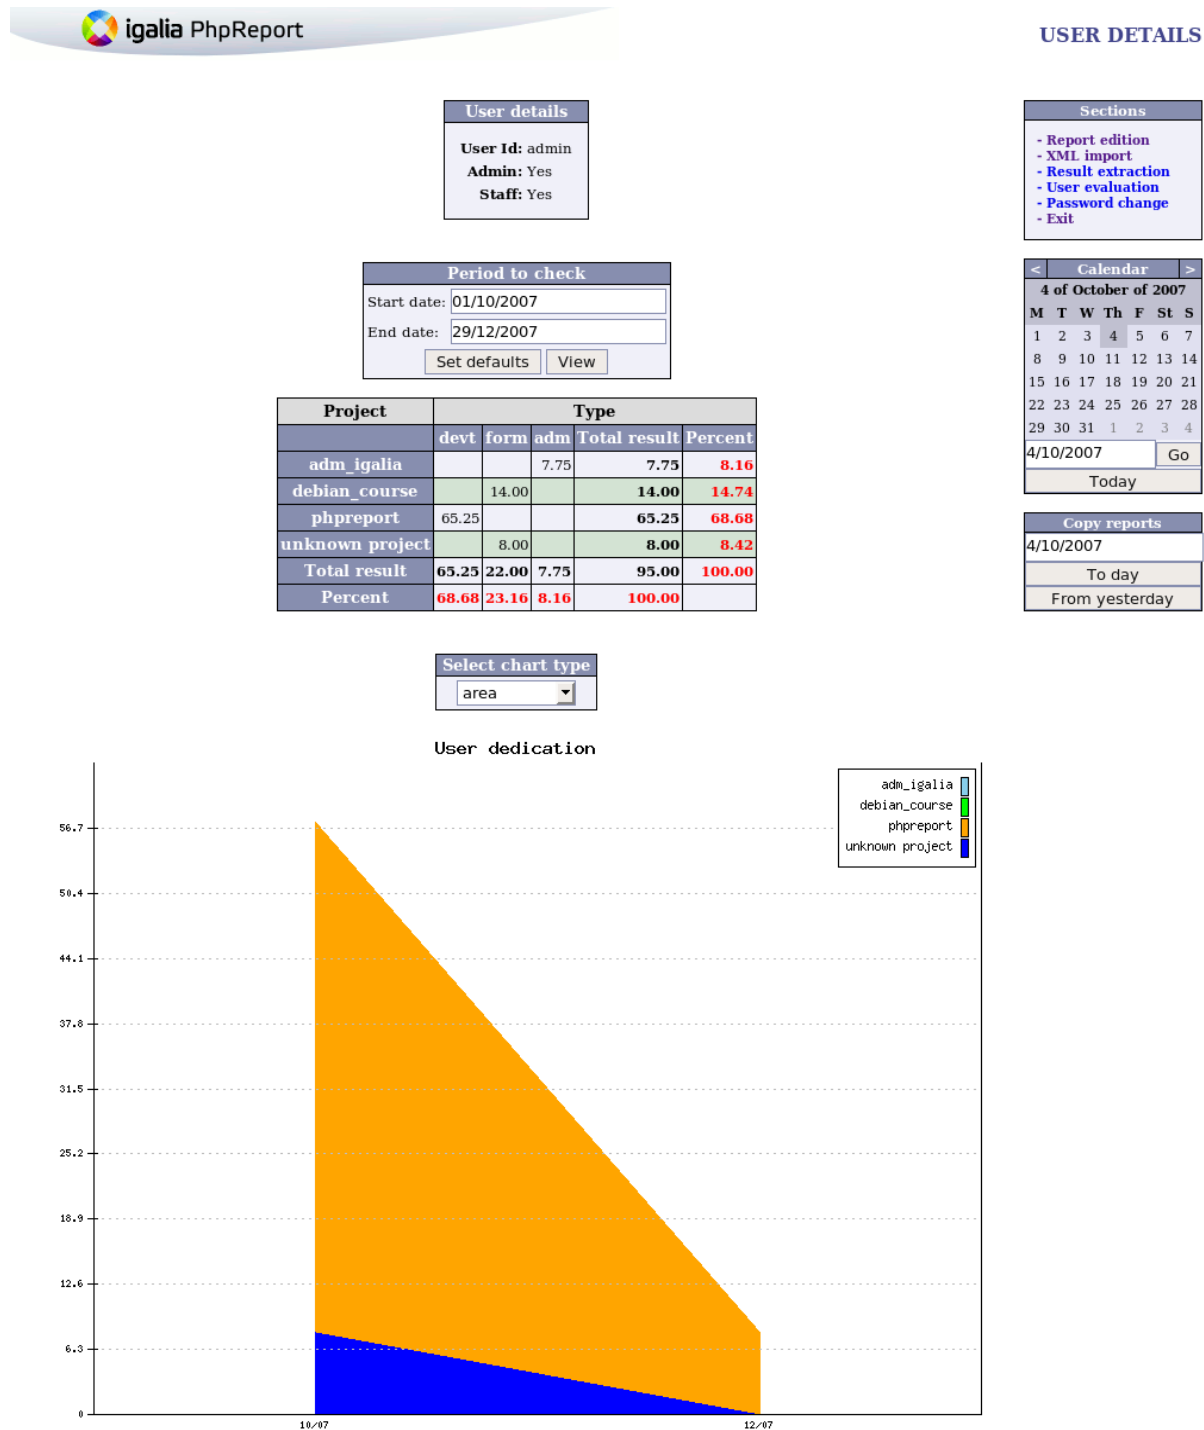 igalia PhpReport
USER DETAILS
User details
User Id: admin
Admin: Yes
Staff: Yes
Period to check
Start date: 01/10/2007
End date: 29/12/2007
Set defaults View
Project Type
devt form adm Total result Percent
adm_igalia 7.75 7.75 8.16
debian_course 14.00 14.00 14.74
phpreport 65.25 65.25 68.68
unknown project 8.00 8.00 8.42
Total result 65.25 22.00 7.75 95.00 100.00
Percent 68.68 23.16 8.16 100.00
Select chart type
area
Sections
- Report edition
- XML import
- Result extraction
- User evaluation
- Password change
- Exit
< Calendar >
4 of October of 2007
M T W Th F St S
1 2 3 4 5 6 7
8 9 10 11 12 13 14
15 16 17 18 19 20 21
22 23 24 25 26 27 28
29 30 31 1 2 3 4
4/10/2007 Go
Today
Copy reports
4/10/2007
To day
From yesterday
User dedication
adm_igalia
debian_course
phpreport
unknown project
56.7
50.4
44.1
37.8
31.5
25.2
18.9
12.6
6.3
0
10/07 12/07